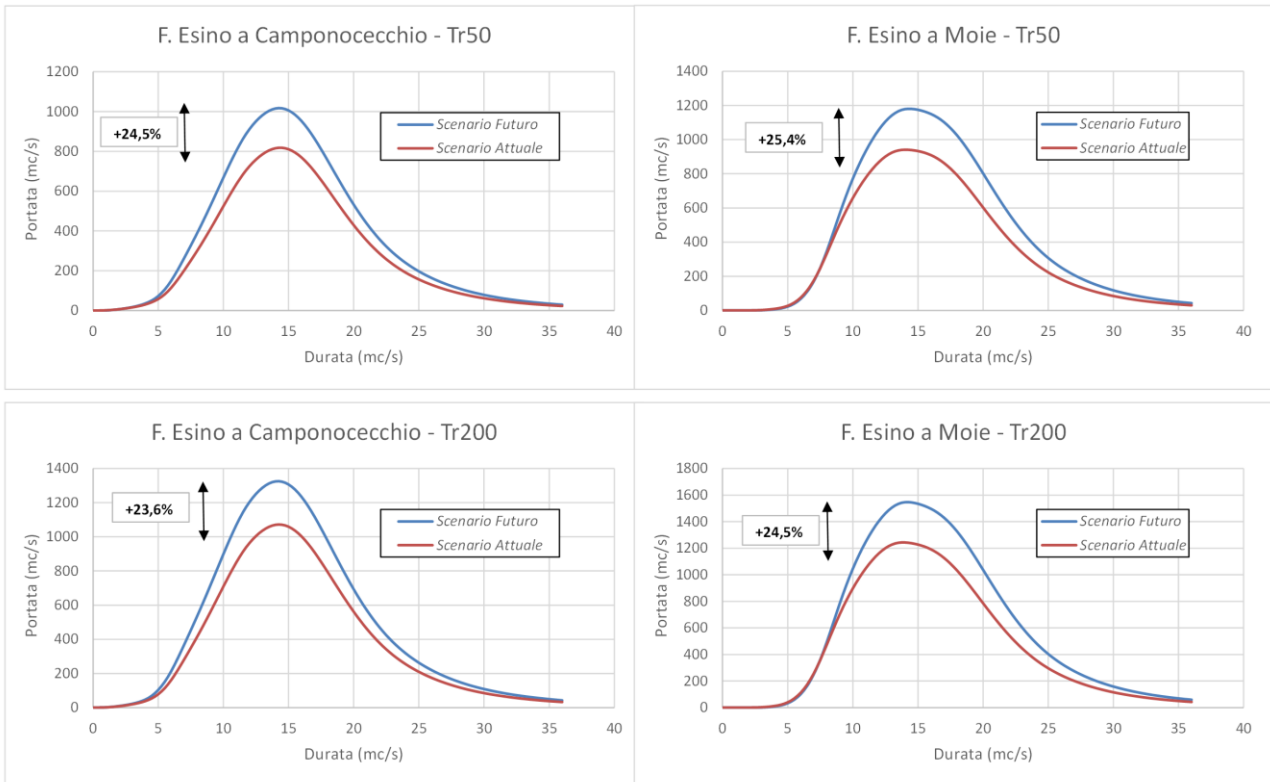 F. Esino a Camponocecchio - Tr50
1200
1000
800
600
400
200
0
Portata (mc/s)
+24,5%
Scenario Futuro
Scenario Attuale
0 5 10 15 20 25 30 35 40
Durata (mc/s)
F. Esino a Moie - Tr50
1400
1200
1000
800
600
400
200
0
Portata (mc/s)
+25,4%
Scenario Futuro
Scenario Attuale
0 5 10 15 20 25 30 35 40
Durata (mc/s)
F. Esino a Camponocecchio - Tr200
1400
1200
1000
800
600
400
200
0
Portata (mc/s)
+23,6%
Scenario Futuro
Scenario Attuale
0 5 10 15 20 25 30 35 40
Durata (mc/s)
F. Esino a Moie - Tr200
1800
1600
1400
1200
1000
800
600
400
200
0
Portata (mc/s)
+24,5%
Scenario Futuro
Scenario Attuale
0 5 10 15 20 25 30 35 40
Durata (mc/s)